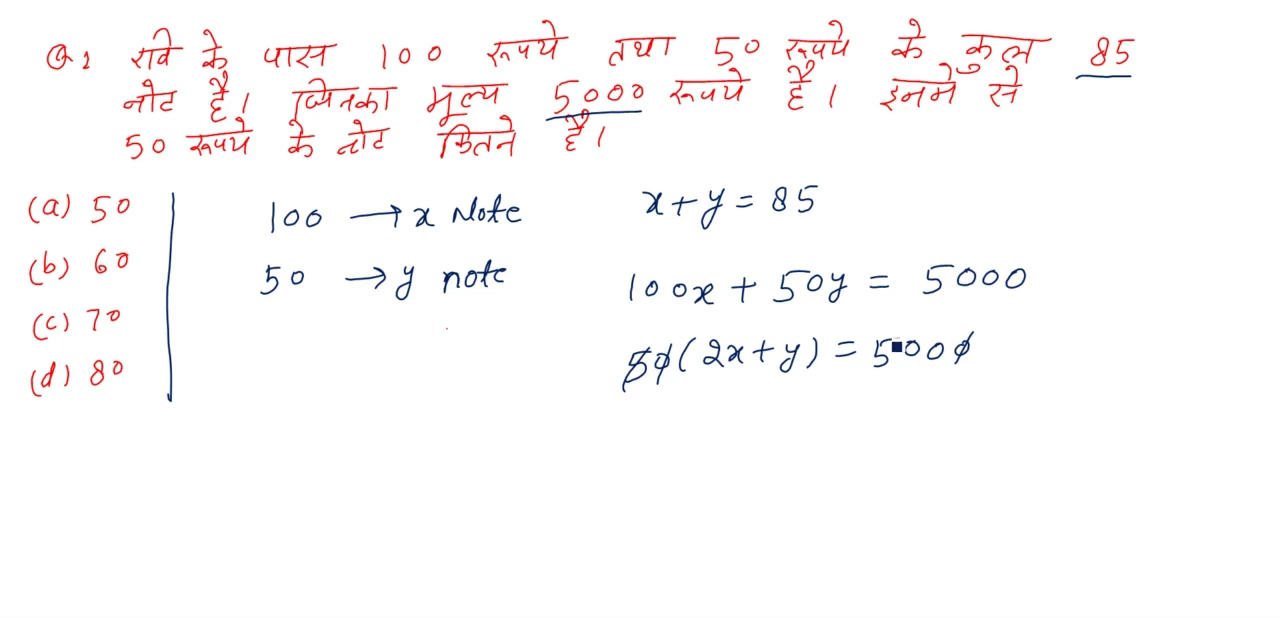 Q1 रवि के पास 100 रूपये तथा 50 रूपये के कुल 85
नोट है। जिनका मूल्य 5000 रूपये है। इनमे से
50 रूपये के नोट कितने है।
(a) 50
(b) 60
(c) 70
(d) 80
100 → x Note
50 → y note
x + y = 85
100x + 50y = 5000
50 (2x + y) = 5000